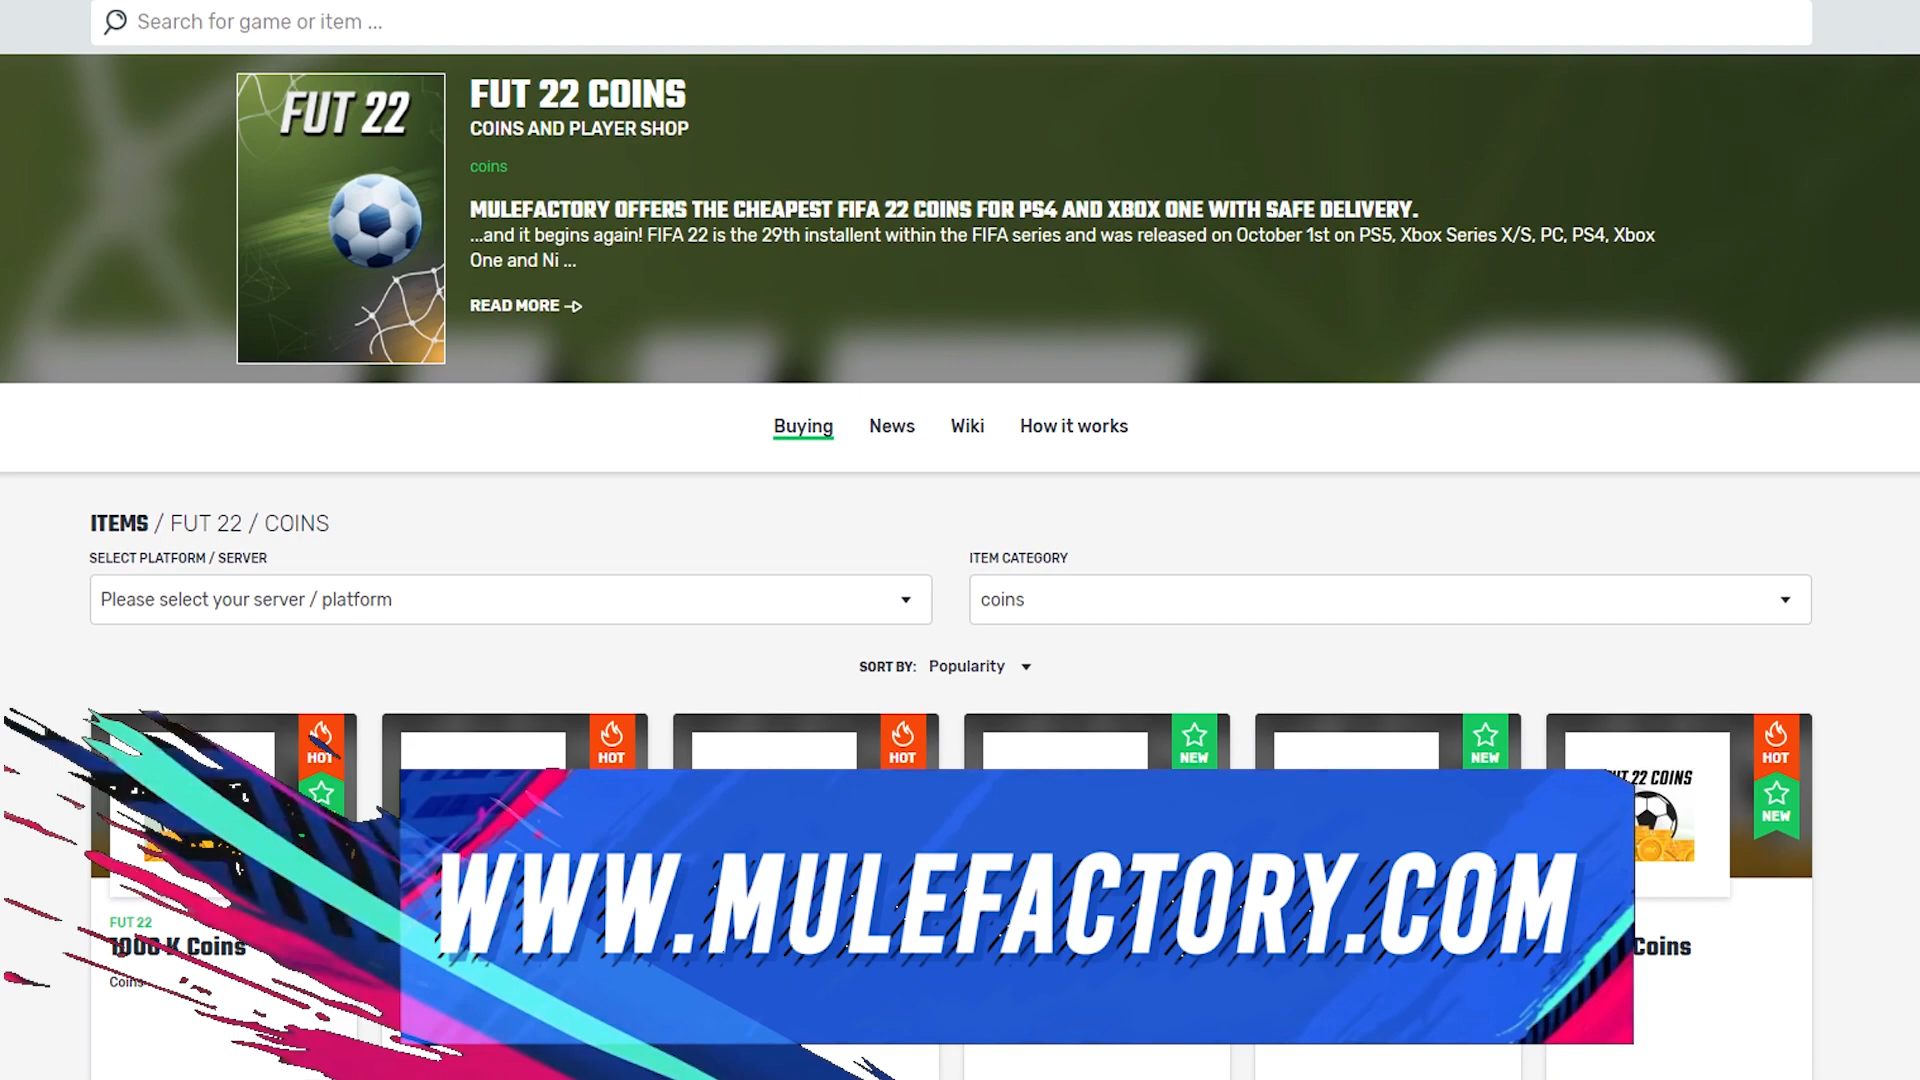 Search for game or item ...
FUT 22
FUT 22 COINS
COINS AND PLAYER SHOP
coins
MULEFACTORY OFFERS THE CHEAPEST FIFA 22 COINS FOR PS4 AND XBOX ONE WITH SAFE DELIVERY.
...and it begins again! FIFA 22 is the 29th installent within the FIFA series and was released on October 1st on PS5, Xbox Series X/S, PC, PS4, Xbox
One and Ni ...
READ MORE
Buying News Wiki How it works
ITEMS / FUT 22 / COINS
SELECT PLATFORM / SERVER
ITEM CATEGORY
Please select your server / platform
coins
SORT BY: Popularity
HOT
HOT
HOT
NEW
NEW
HOT
22 COINS
NEW
WWW.MULEFACTORY.COM
FUT 22
1000 K Coins
Coins
Coins